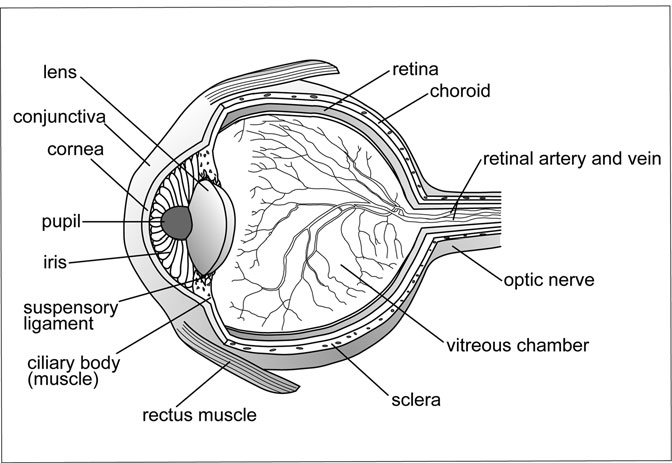 lens
conjunctiva
cornea
pupil
iris
suspensory
ligament
ciliary body
(muscle)
rectus muscle
retina
choroid
retinal artery and vein
optic nerve
vitreous chamber
sclera